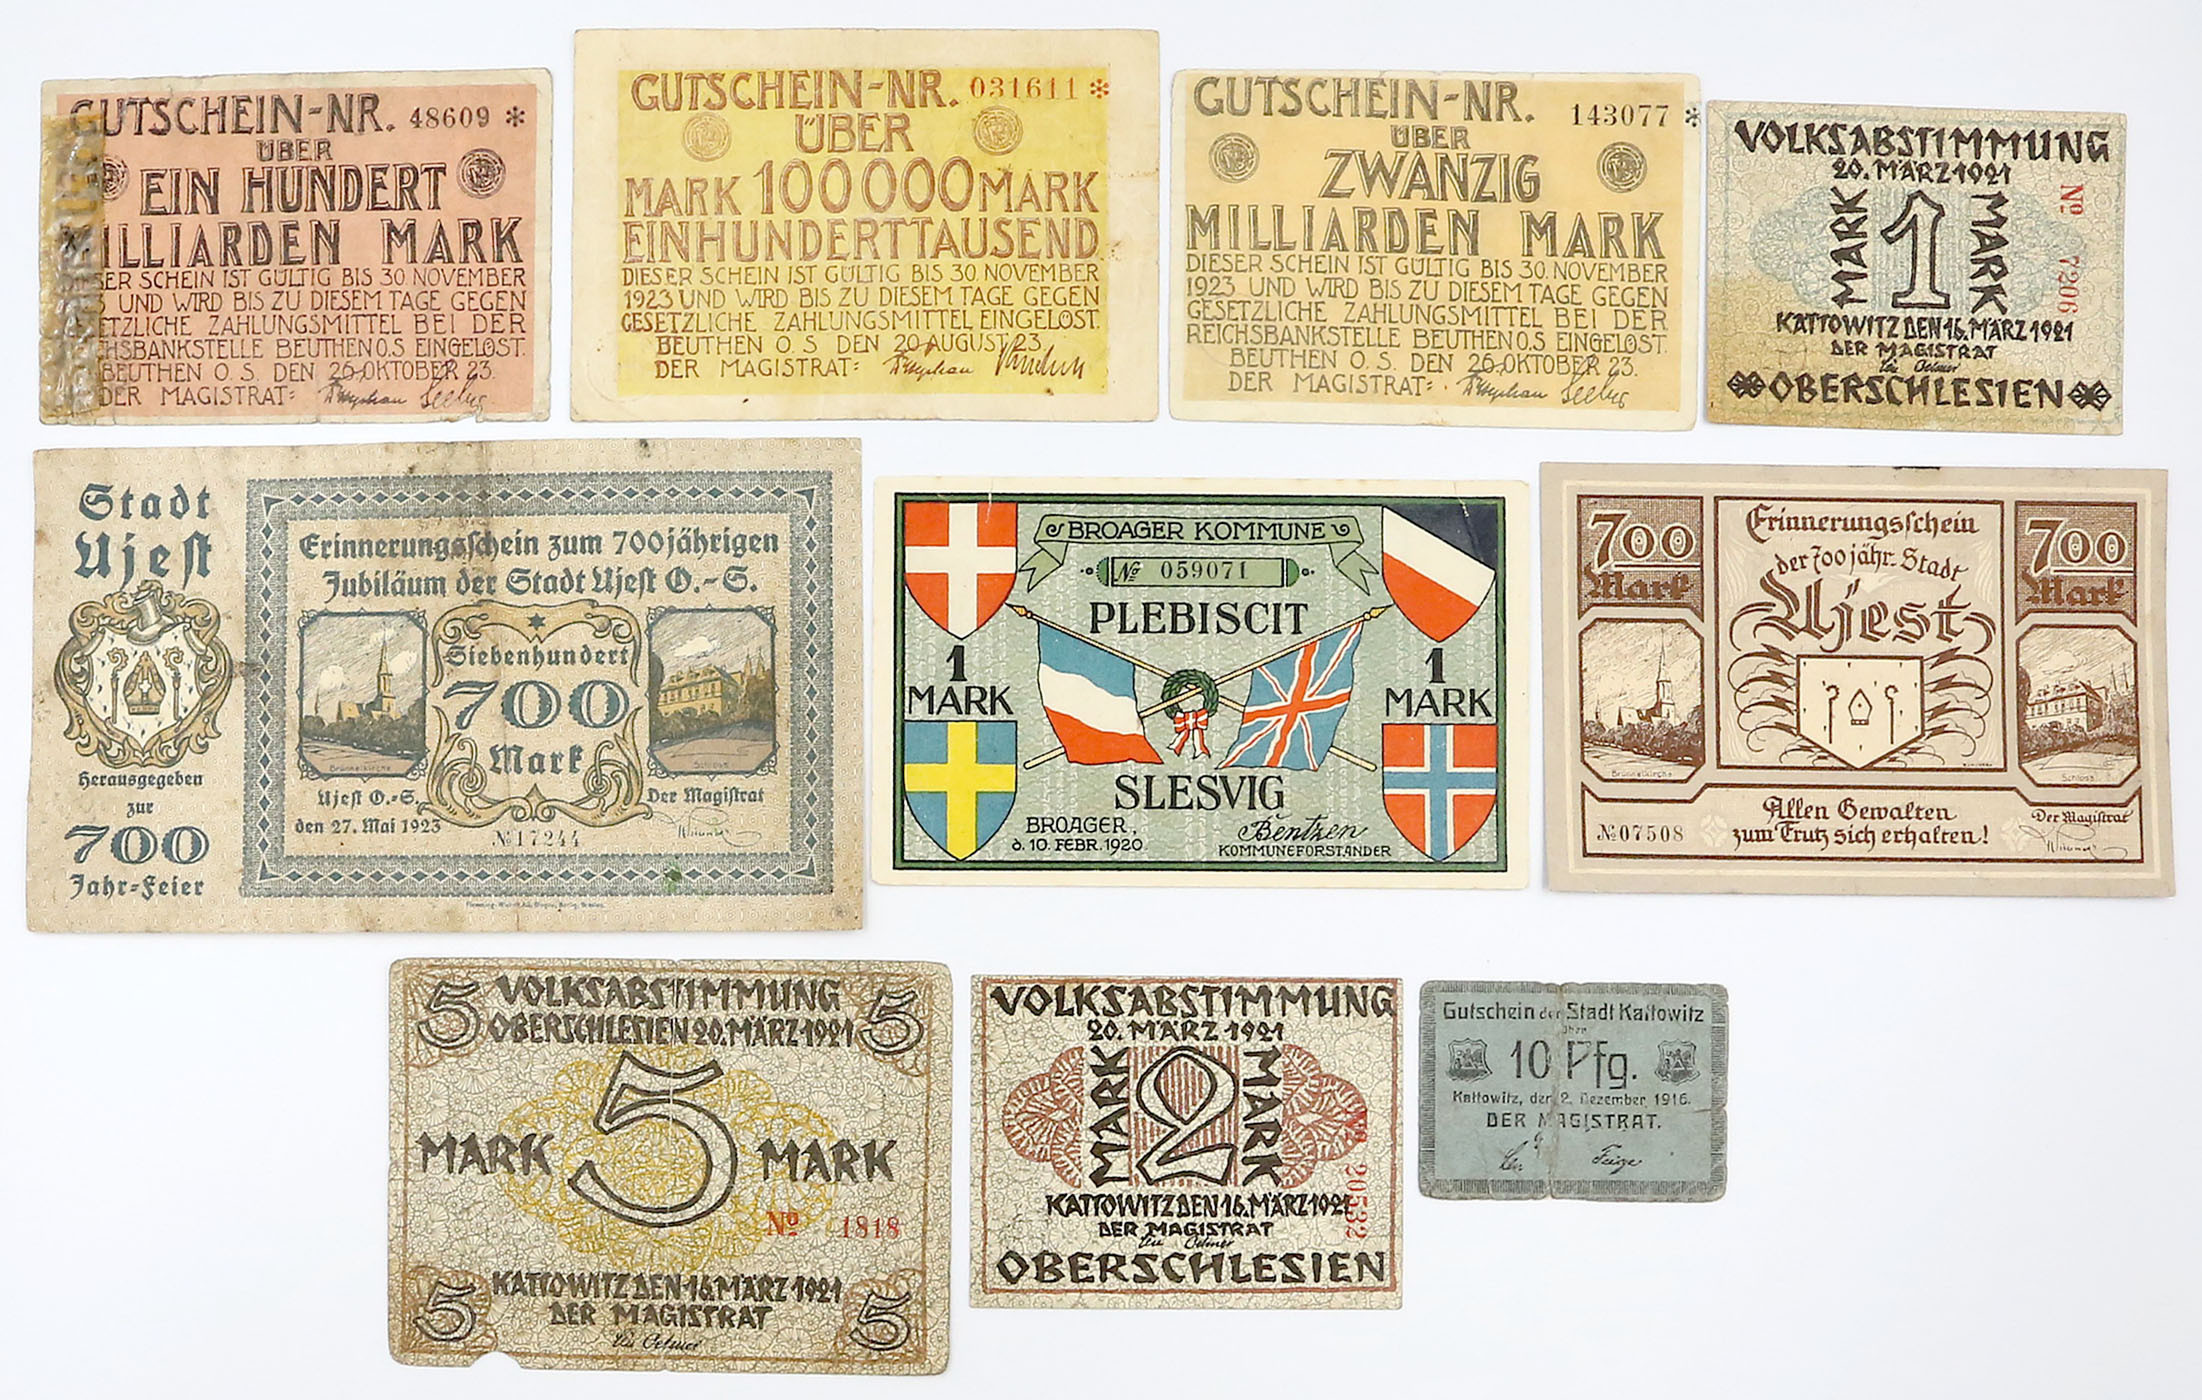 GUTSCHEIN-NR. 48609 *
ÜBER
EIN HUNDERT
ILLIARDEN MARK
ER SCHEIN IST GÜLTIG BIS 30. NOVEMBER
UND WIRD BIS ZU DIESEM TAGE GEGEN
ETZLICHE ZAHLUNGSMITTEL BEI DER
CHSBANKSTELLE BEUTHEN O.S EINGELÖST.
BEUTHEN O. S. DEN 26. OKTOBER 23.
DER MAGISTRAT:
GUTSCHEIN-NR. 031611 *
ÜBER
MARK 100000 MARK
EINHUNDERTTAUSEND
DIESER SCHEIN IST GÜLTIG BIS 30. NOVEMBER
1923 UND WIRD BIS ZU DIESEM TAGE GEGEN
GESETZLICHE ZAHLUNGSMITTEL EINGELÖST.
BEUTHEN O. S. DEN 20. AUGUST 23.
DER MAGISTRAT:
GUTSCHEIN-NR. 143077 *
ÜBER
ZWANZIG
MILLIARDEN MARK
DIESER SCHEIN IST GÜLTIG BIS 30. NOVEMBER
1923 UND WIRD BIS ZU DIESEM TAGE GEGEN
GESETZLICHE ZAHLUNGSMITTEL BEI DER
REICHSBANKSTELLE BEUTHEN O.S EINGELÖST.
BEUTHEN O. S. DEN 26. OKTOBER 23.
DER MAGISTRAT:
VOLKSABSTIMMUNG
20. MÄRZ 1921
MARK 1 MARK
No 7206
KATTOWITZ DEN 16. MÄRZ 1921
DER MAGISTRAT
OBERSCHLESIEN
Stadt
Ujest
Herausgegeben
zur
700
Jahr-Feier
Erinnerungsschein zum 700jährigen
Jubiläum der Stadt Ujest O.-S.
Siebenhundert
700
Mark
Brünnelkirche
Schloss
Ujest O.-S.
den 27. Mai 1923
Der Magistrat
No 17244
BROAGER KOMMUNE
No 059071
PLEBISCIT
1 MARK
1 MARK
SLESVIG
BROAGER,
d. 10. FEBR. 1920
Bentzen
KOMMUNEFORSTANDER
700
Mark
Erinnerungsschein
der 700 jähr. Stadt
Ujest
700
Mark
Brünnelkirche
Schloss
No 07508
Allen Gewalten
zum Trutz sich erhalten!
Der Magistrat
5 5
VOLKSABSTIMMUNG
OBERSCHLESIEN 20. MÄRZ 1921
MARK 5 MARK
No 1818
KATTOWITZ DEN 16. MÄRZ 1921
DER MAGISTRAT
5 5
VOLKSABSTIMMUNG
20. MÄRZ 1921
MARK 2 MARK
No 20532
KATTOWITZ DEN 16. MÄRZ 1921
DER MAGISTRAT
OBERSCHLESIEN
Gutschein der Stadt Kattowitz
über
10 Pfg.
Kattowitz, den 2. Dezember 1916.
DER MAGISTRAT.